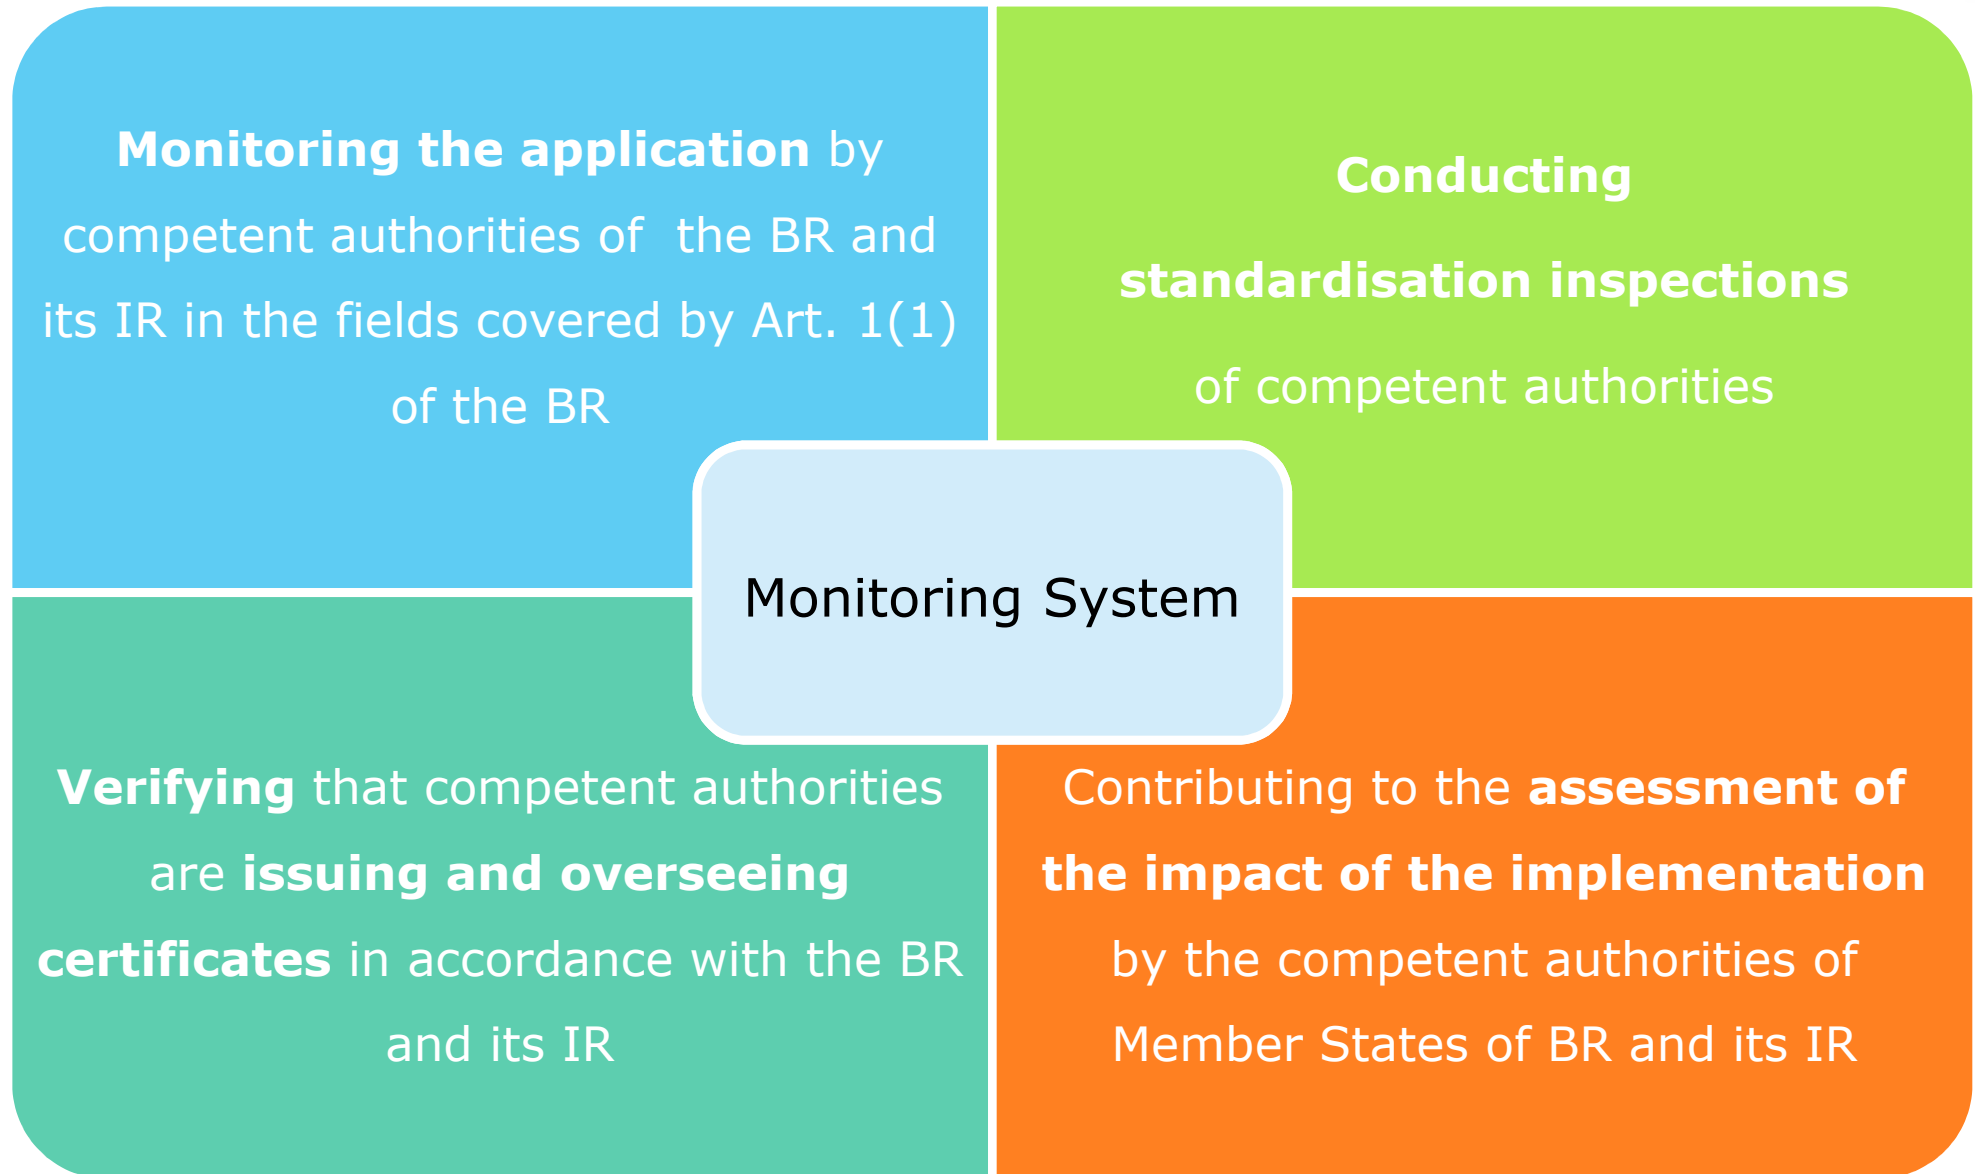 Monitoring the application by
competent authorities of  the BR and
its IR in the fields covered by Art. 1(1)
of the BR
Conducting
standardisation inspections
of competent authorities
Monitoring System
Verifying that competent authorities
are issuing and overseeing
certificates in accordance with the BR
and its IR
Contributing to the assessment of
the impact of the implementation
by the competent authorities of
Member States of BR and its IR